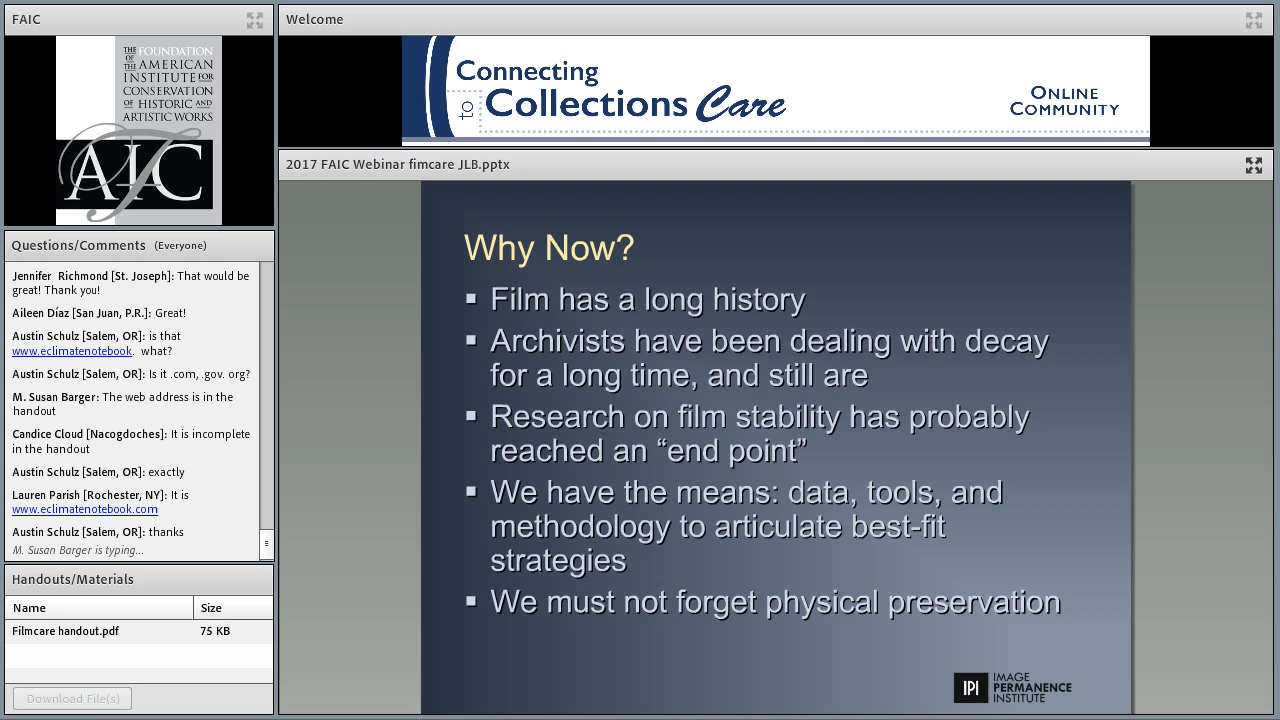 FAIC
THE FOUNDATION
OF THE AMERICAN
INSTITUTE FOR
CONSERVATION
OF HISTORIC AND
ARTISTIC WORKS
AIC
Questions/Comments (Everyone)
Jennifer Richmond [St. Joseph]: That would be
great! Thank you!
Aileen Díaz [San Juan, P.R.]: Great!
Austin Schulz [Salem, OR]: is that
www.eclimatenotebook. what?
Austin Schulz [Salem, OR]: Is it .com, .gov. org?
M. Susan Barger: The web address is in the
handout
Candice Cloud [Nacogdoches]: It is incomplete
in the handout
Austin Schulz [Salem, OR]: exactly
Lauren Parish [Rochester, NY]: It is
www.eclimatenotebook.com
Austin Schulz [Salem, OR]: thanks
M. Susan Barger is typing...
Handouts/Materials
Name Size
Filmcare handout.pdf 75 KB
Download File(s)
Welcome
Connecting
to Collections Care
ONLINE
COMMUNITY
2017 FAIC Webinar fimcare JLB.pptx
Why Now?
▪ Film has a long history
▪ Archivists have been dealing with decay
for a long time, and still are
▪ Research on film stability has probably
reached an “end point”
▪ We have the means: data, tools, and
methodology to articulate best-fit
strategies
▪ We must not forget physical preservation
IPI
IMAGE
PERMANENCE
INSTITUTE